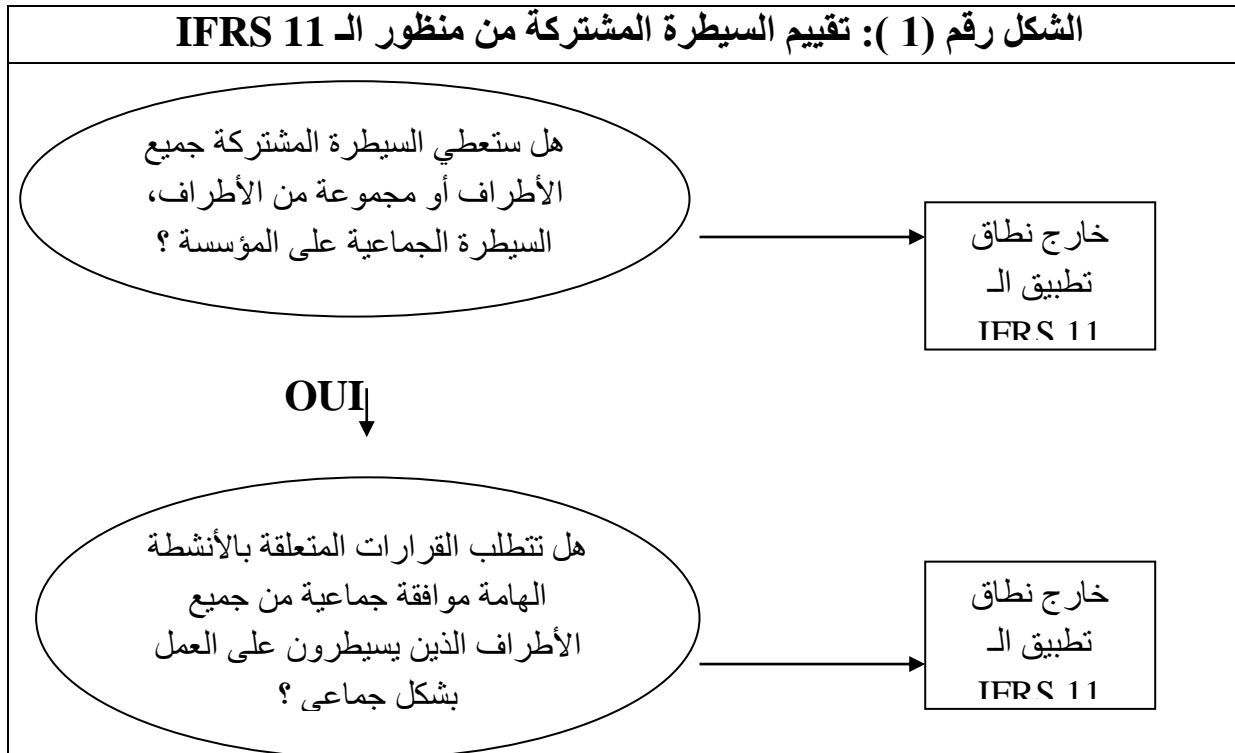 الشكل رقم (1 ): تقييم السيطرة المشتركة من منظور الـ IFRS 11
هل ستعطي السيطرة المشتركة جميع
الأطراف أو مجموعة من الأطراف،
السيطرة الجماعية على المؤسسة ؟
خارج نطاق
تطبيق الـ
IFRS 11
OUI
هل تتطلب القرارات المتعلقة بالأنشطة
الهامة موافقة جماعية من جميع
الأطراف الذين يسيطرون على العمل
بشكل جماعي ؟
خارج نطاق
تطبيق الـ
IFRS 11